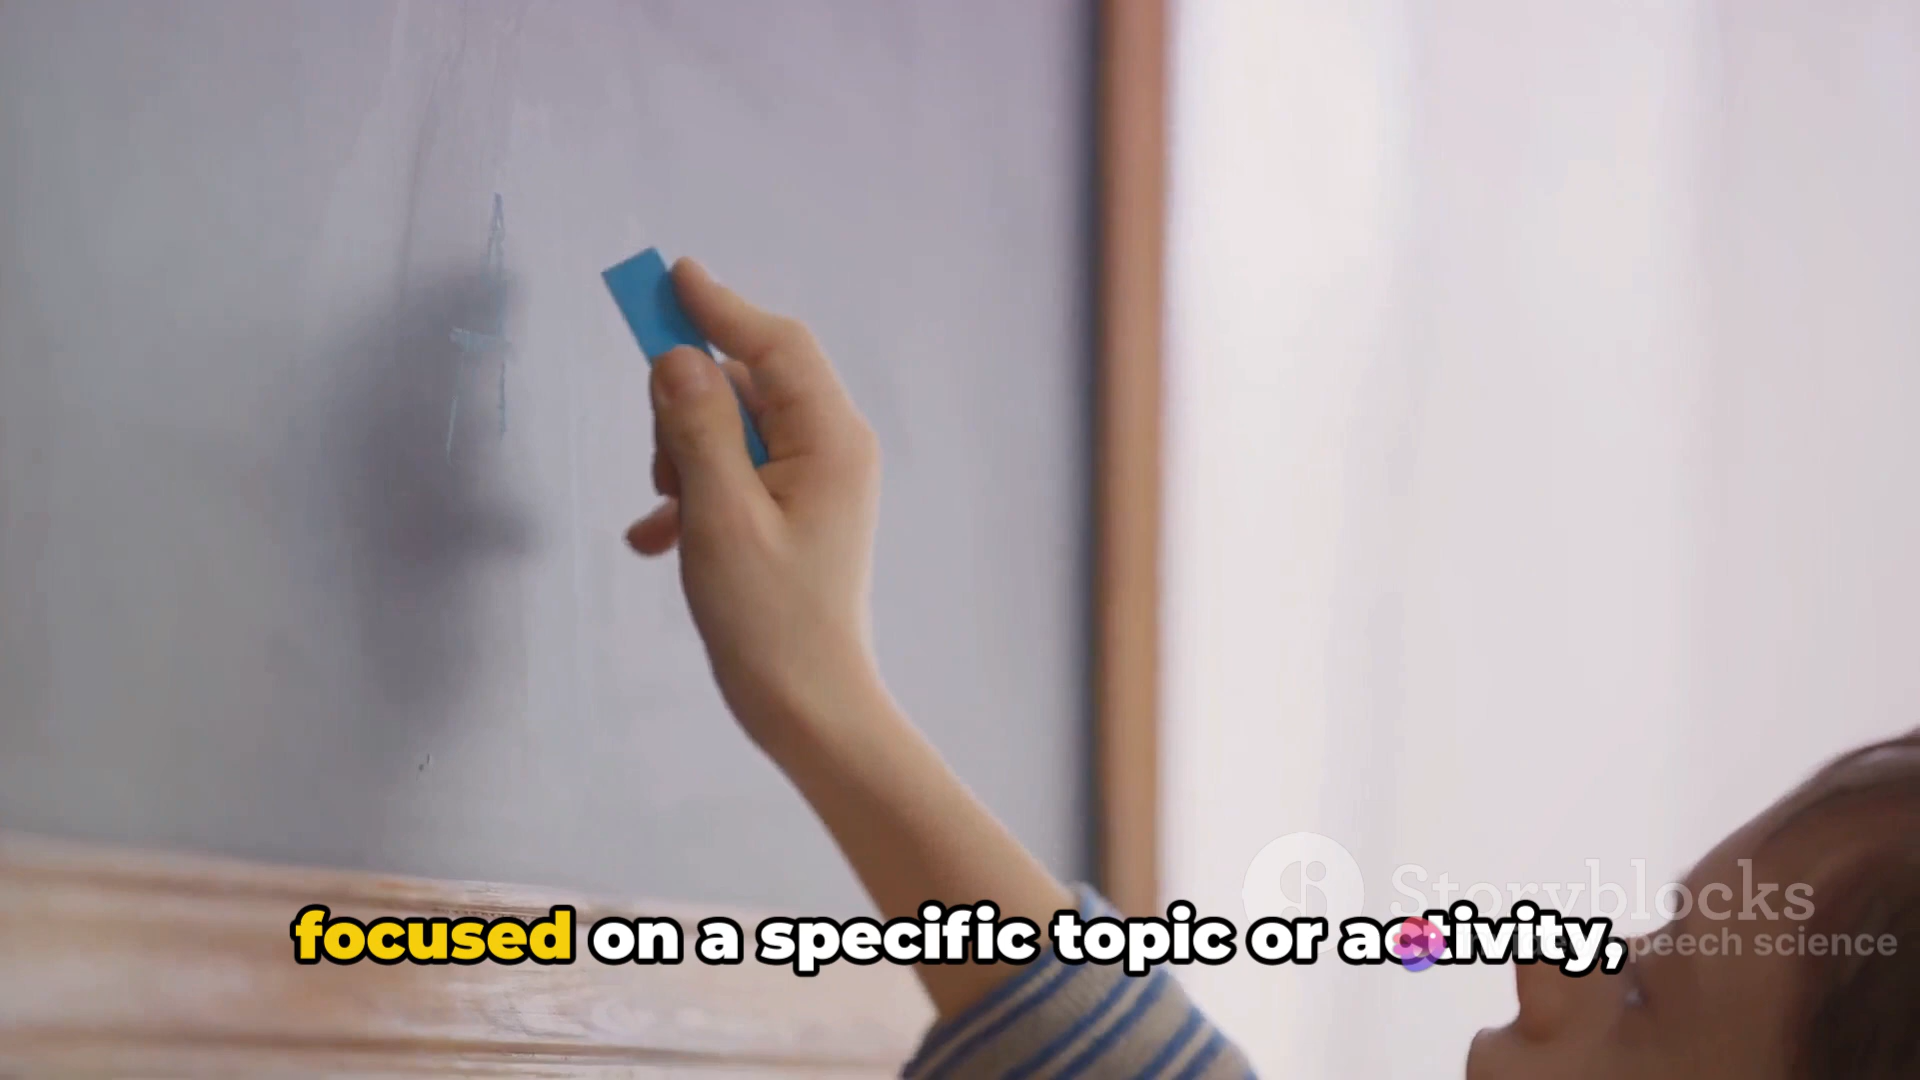 Storyblocks
focused on a specific topic or activity,
speech science